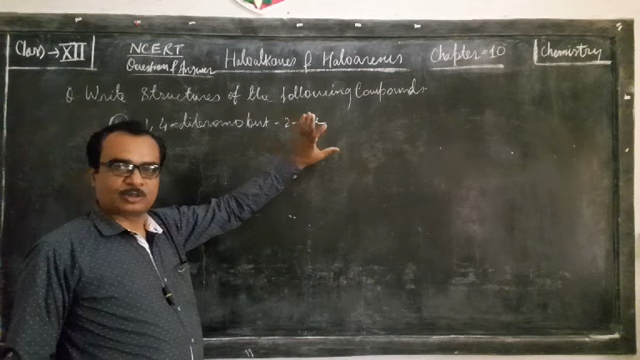 Class → XII
NCERT
Question & Answer
Haloalkanes & Haloarenes
Chapter-10
Chemistry
Q Write Structures of the following Compounds.
1,4-dibromobut-2-